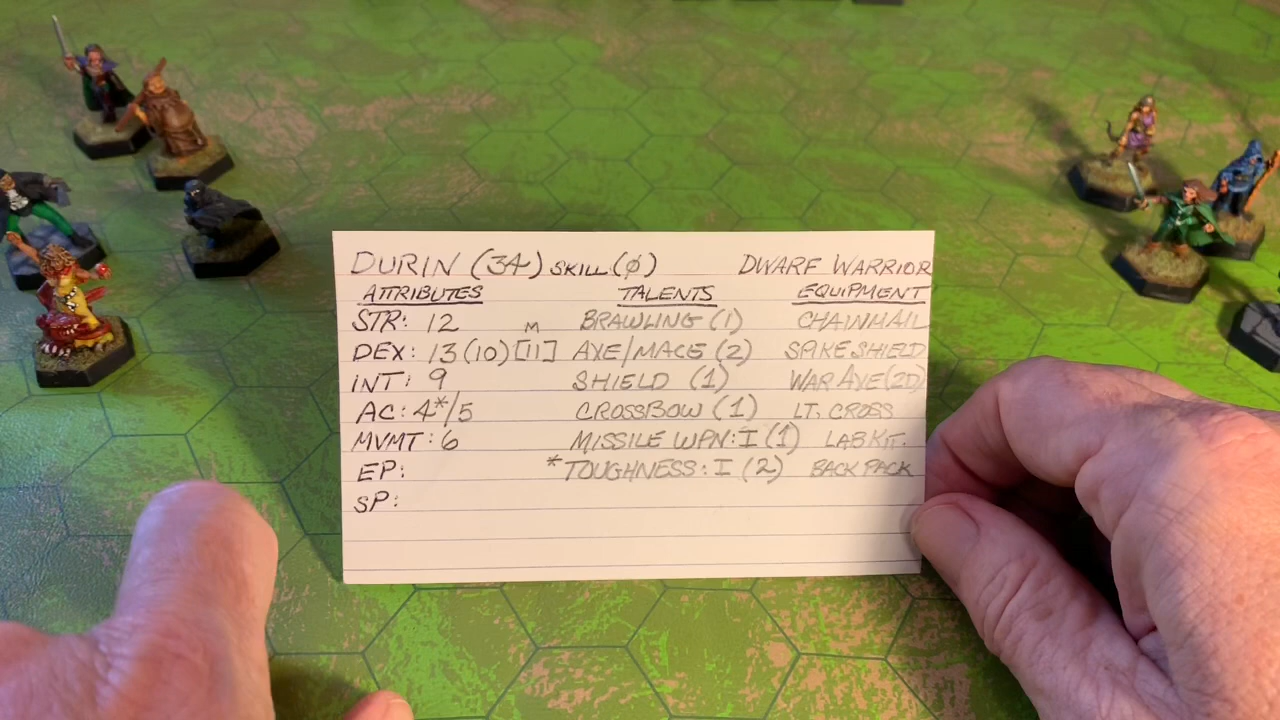 DURIN (34) SKILL (Ø) DWARF WARRIOR
ATTRIBUTES TALENTS EQUIPMENT
STR: 12 BRAWLING (1) CHAINMAIL
M
DEX: 13 (10) [11] AXE/MACE (2) SPIKE SHIELD
INT: 9 SHIELD (1) WAR AXE (2D)
AC: 4*/5 CROSSBOW (1) LT. CROSS
MVMT: 6 MISSILE WPN: I (1) LAB KIT.
EP: *TOUGHNESS: I (2) BACK PACK
SP: